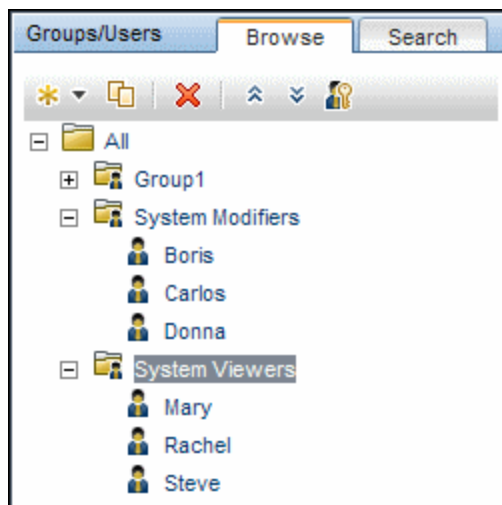 Groups/Users Browse Search
All
Group1
System Modifiers
Boris
Carlos
Donna
System Viewers
Mary
Rachel
Steve